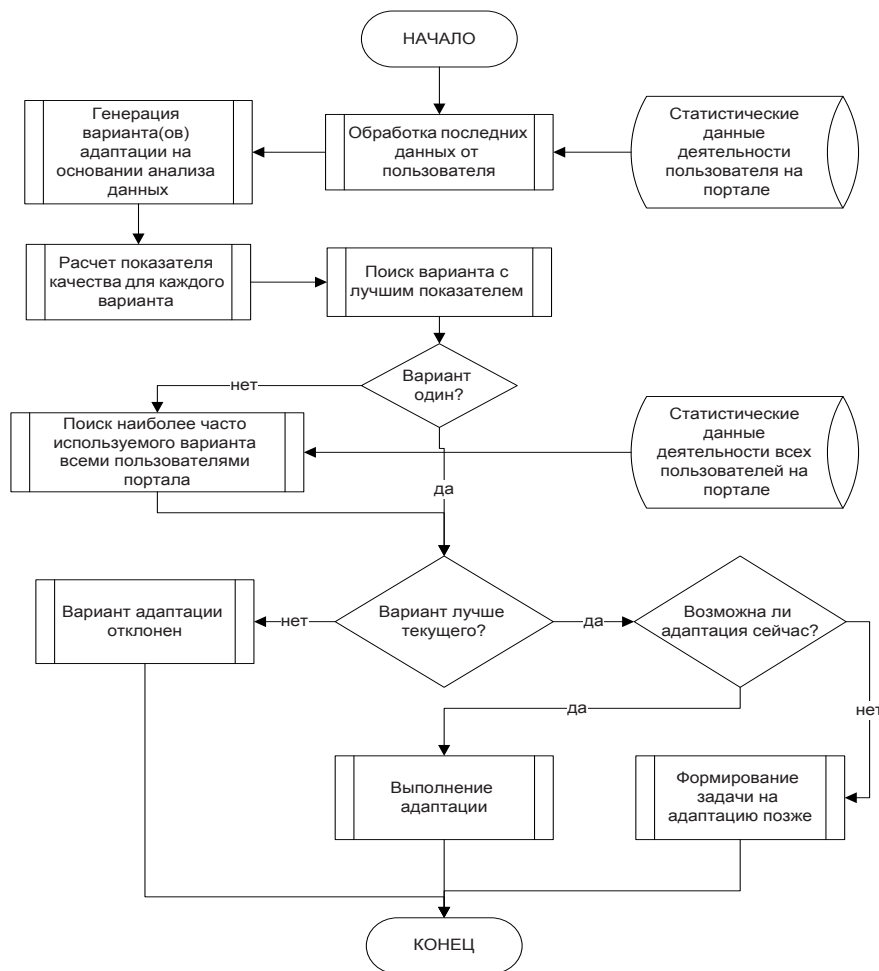 НАЧАЛО
Генерация
варианта(ов)
адаптации на
основании анализа
данных
Обработка последних
данных от
пользователя
Статистические
данные
деятельности
пользователя на
портале
Расчет показателя
качества для каждого
варианта
Поиск варианта с
лучшим показателем
Вариант
один?
нет
Поиск наиболее часто
используемого варианта
всеми пользователями
портала
Статистические
данные
деятельности всех
пользователей на
портале
да
Вариант адаптации
отклонен
нет
Вариант лучше
текущего?
да
Возможна ли
адаптация сейчас?
да
нет
Выполнение
адаптации
Формирование
задачи на
адаптацию позже
КОНЕЦ